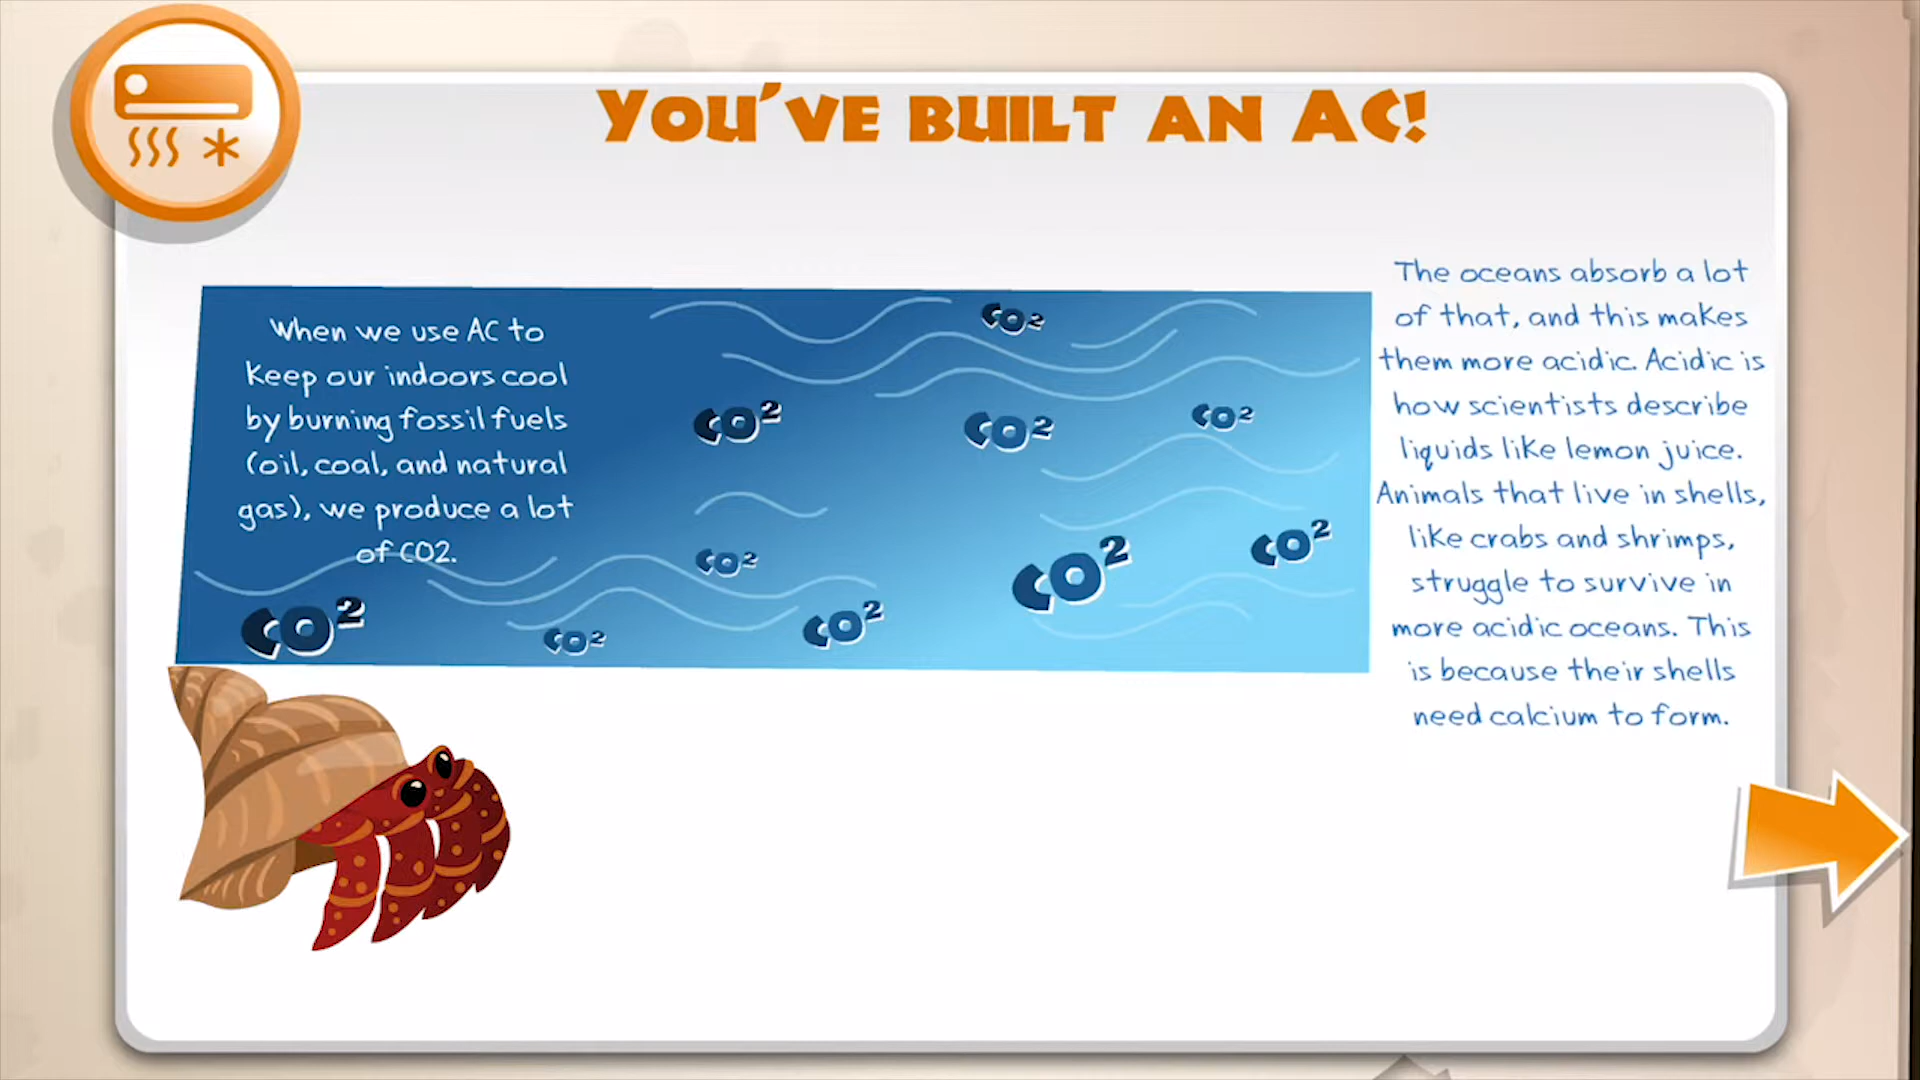 YOU'VE BUILT AN AC!
When we use AC to
keep our indoors cool
by burning fossil fuels
(oil, coal, and natural
gas), we produce a lot
of CO2.
CO²
CO²
CO²
CO²
CO²
CO²
CO²
CO²
CO²
CO²
The oceans absorb a lot
of that, and this makes
them more acidic. Acidic is
how scientists describe
liquids like lemon juice.
Animals that live in shells,
like crabs and shrimps,
struggle to survive in
more acidic oceans. This
is because their shells
need calcium to form.